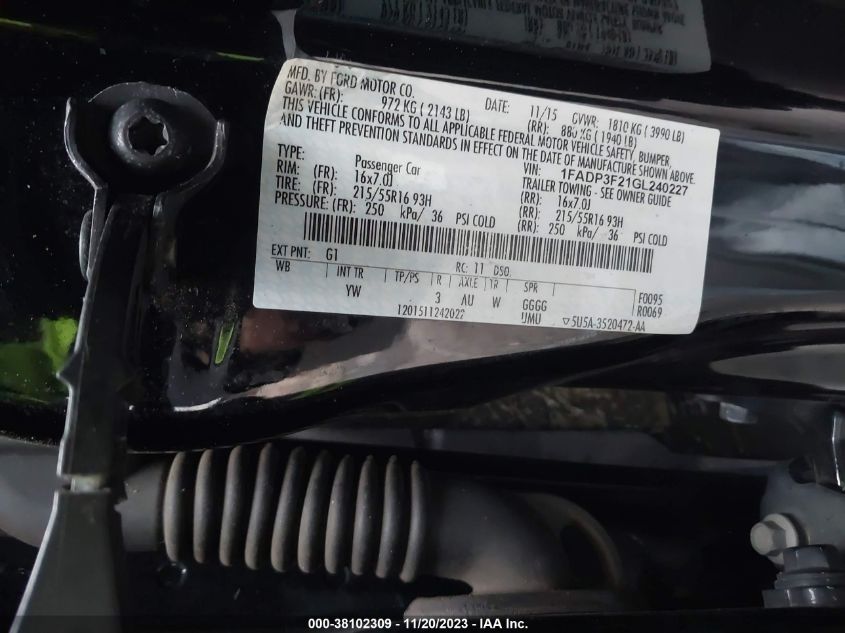 MFD. BY FORD MOTOR CO.
DATE: 11/15 GVWR: 1810 KG ( 3990 LB)
GAWR: (FR): 972 KG ( 2143 LB) (RR): 880 KG ( 1940 LB)
THIS VEHICLE CONFORMS TO ALL APPLICABLE FEDERAL MOTOR VEHICLE SAFETY, BUMPER,
AND THEFT PREVENTION STANDARDS IN EFFECT ON THE DATE OF MANUFACTURE SHOWN ABOVE.
VIN: 1FADP3F21GL240227
TYPE: Passenger Car TRAILER TOWING - SEE OWNER GUIDE
RIM: (FR): 16x7.0J (RR): 16x7.0J
TIRE: (FR): 215/55R16 93H (RR): 215/55R16 93H
PRESSURE: (FR): 250 kPa/ 36 PSI COLD (RR): 250 kPa/ 36 PSI COLD
EXT PNT: G1 RC: 11 DSO:
WB INT TR TP/PS R AXLE TR SPR
YW 3 AU W GGGG F0095
1201511242022 UMU R0069
▽5U5A-3520472-AA
000-38102309 - 11/20/2023 - IAA Inc.